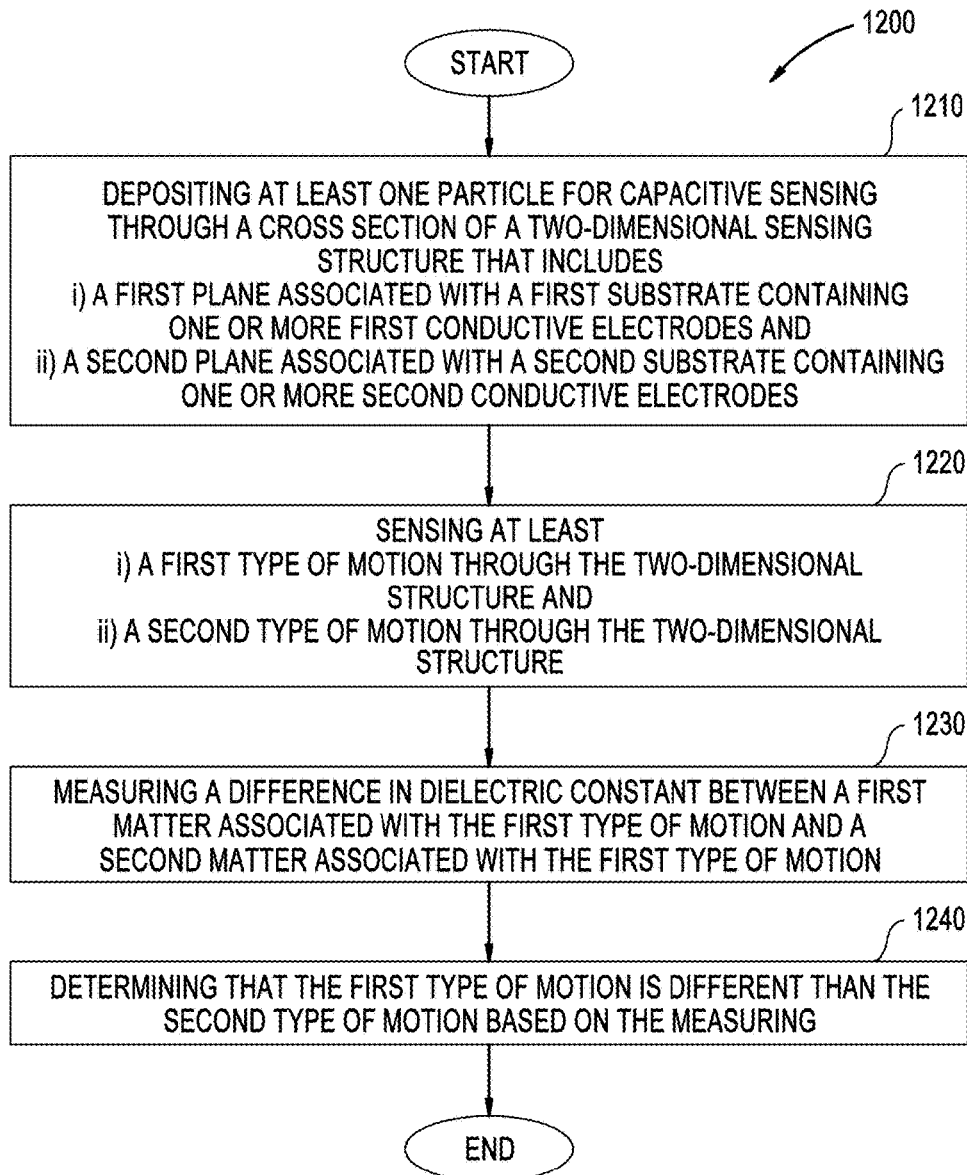 1200
START
1210
DEPOSITING AT LEAST ONE PARTICLE FOR CAPACITIVE SENSING
THROUGH A CROSS SECTION OF A TWO-DIMENSIONAL SENSING
STRUCTURE THAT INCLUDES
i) A FIRST PLANE ASSOCIATED WITH A FIRST SUBSTRATE CONTAINING
ONE OR MORE FIRST CONDUCTIVE ELECTRODES AND
ii) A SECOND PLANE ASSOCIATED WITH A SECOND SUBSTRATE CONTAINING
ONE OR MORE SECOND CONDUCTIVE ELECTRODES
1220
SENSING AT LEAST
i) A FIRST TYPE OF MOTION THROUGH THE TWO-DIMENSIONAL
STRUCTURE AND
ii) A SECOND TYPE OF MOTION THROUGH THE TWO-DIMENSIONAL
STRUCTURE
1230
MEASURING A DIFFERENCE IN DIELECTRIC CONSTANT BETWEEN A FIRST
MATTER ASSOCIATED WITH THE FIRST TYPE OF MOTION AND A
SECOND MATTER ASSOCIATED WITH THE FIRST TYPE OF MOTION
1240
DETERMINING THAT THE FIRST TYPE OF MOTION IS DIFFERENT THAN THE
SECOND TYPE OF MOTION BASED ON THE MEASURING
END